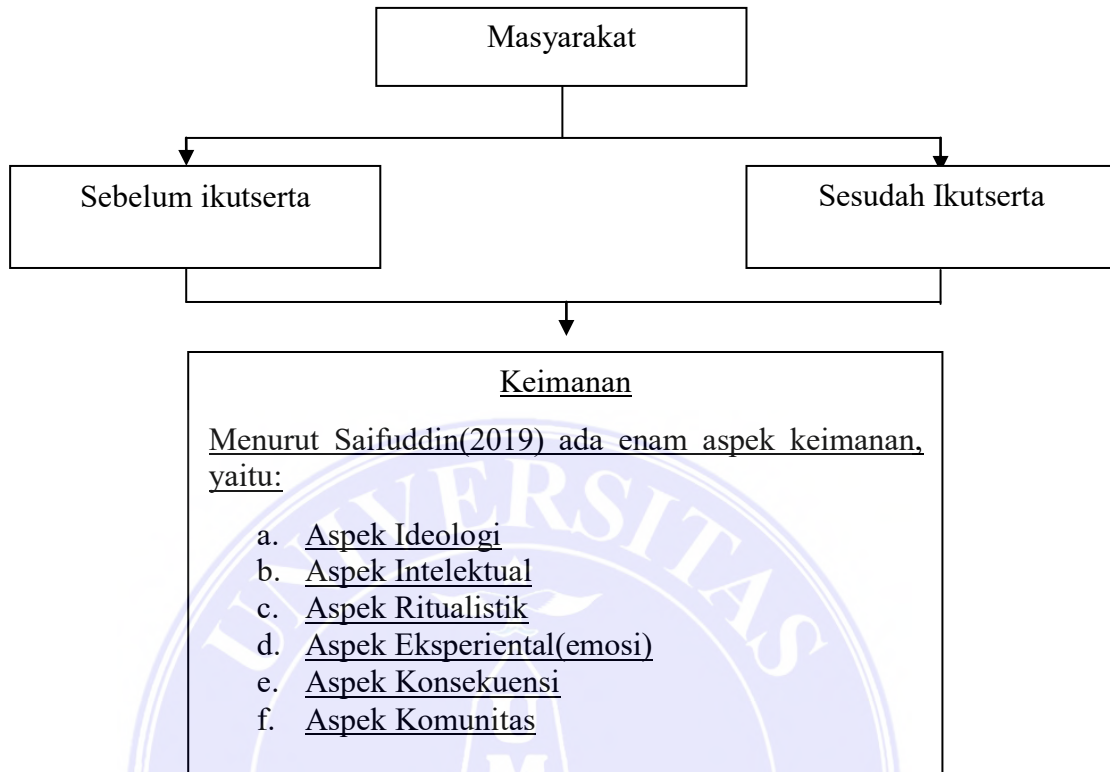 Masyarakat
Sebelum ikutserta
Sesudah Ikutserta
Keimanan
Menurut Saifuddin(2019) ada enam aspek keimanan,
yaitu:
a. Aspek Ideologi
b. Aspek Intelektual
c. Aspek Ritualistik
d. Aspek Eksperiental(emosi)
e. Aspek Konsekuensi
f. Aspek Komunitas
UNIVERSITAS
M